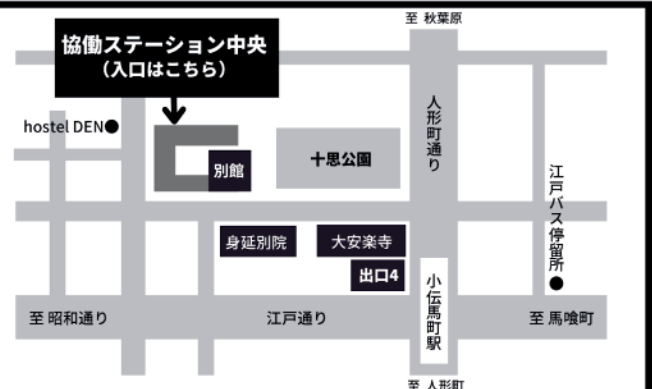 至 秋葉原
協働ステーション中央
（入口はこちら）
人形町通り
hostel DEN●
十思公園
別館
江戸バス停留所●
身延別院
大安楽寺
出口4
小伝馬町駅
至 昭和通り
江戸通り
至 馬喰町
至 人形町